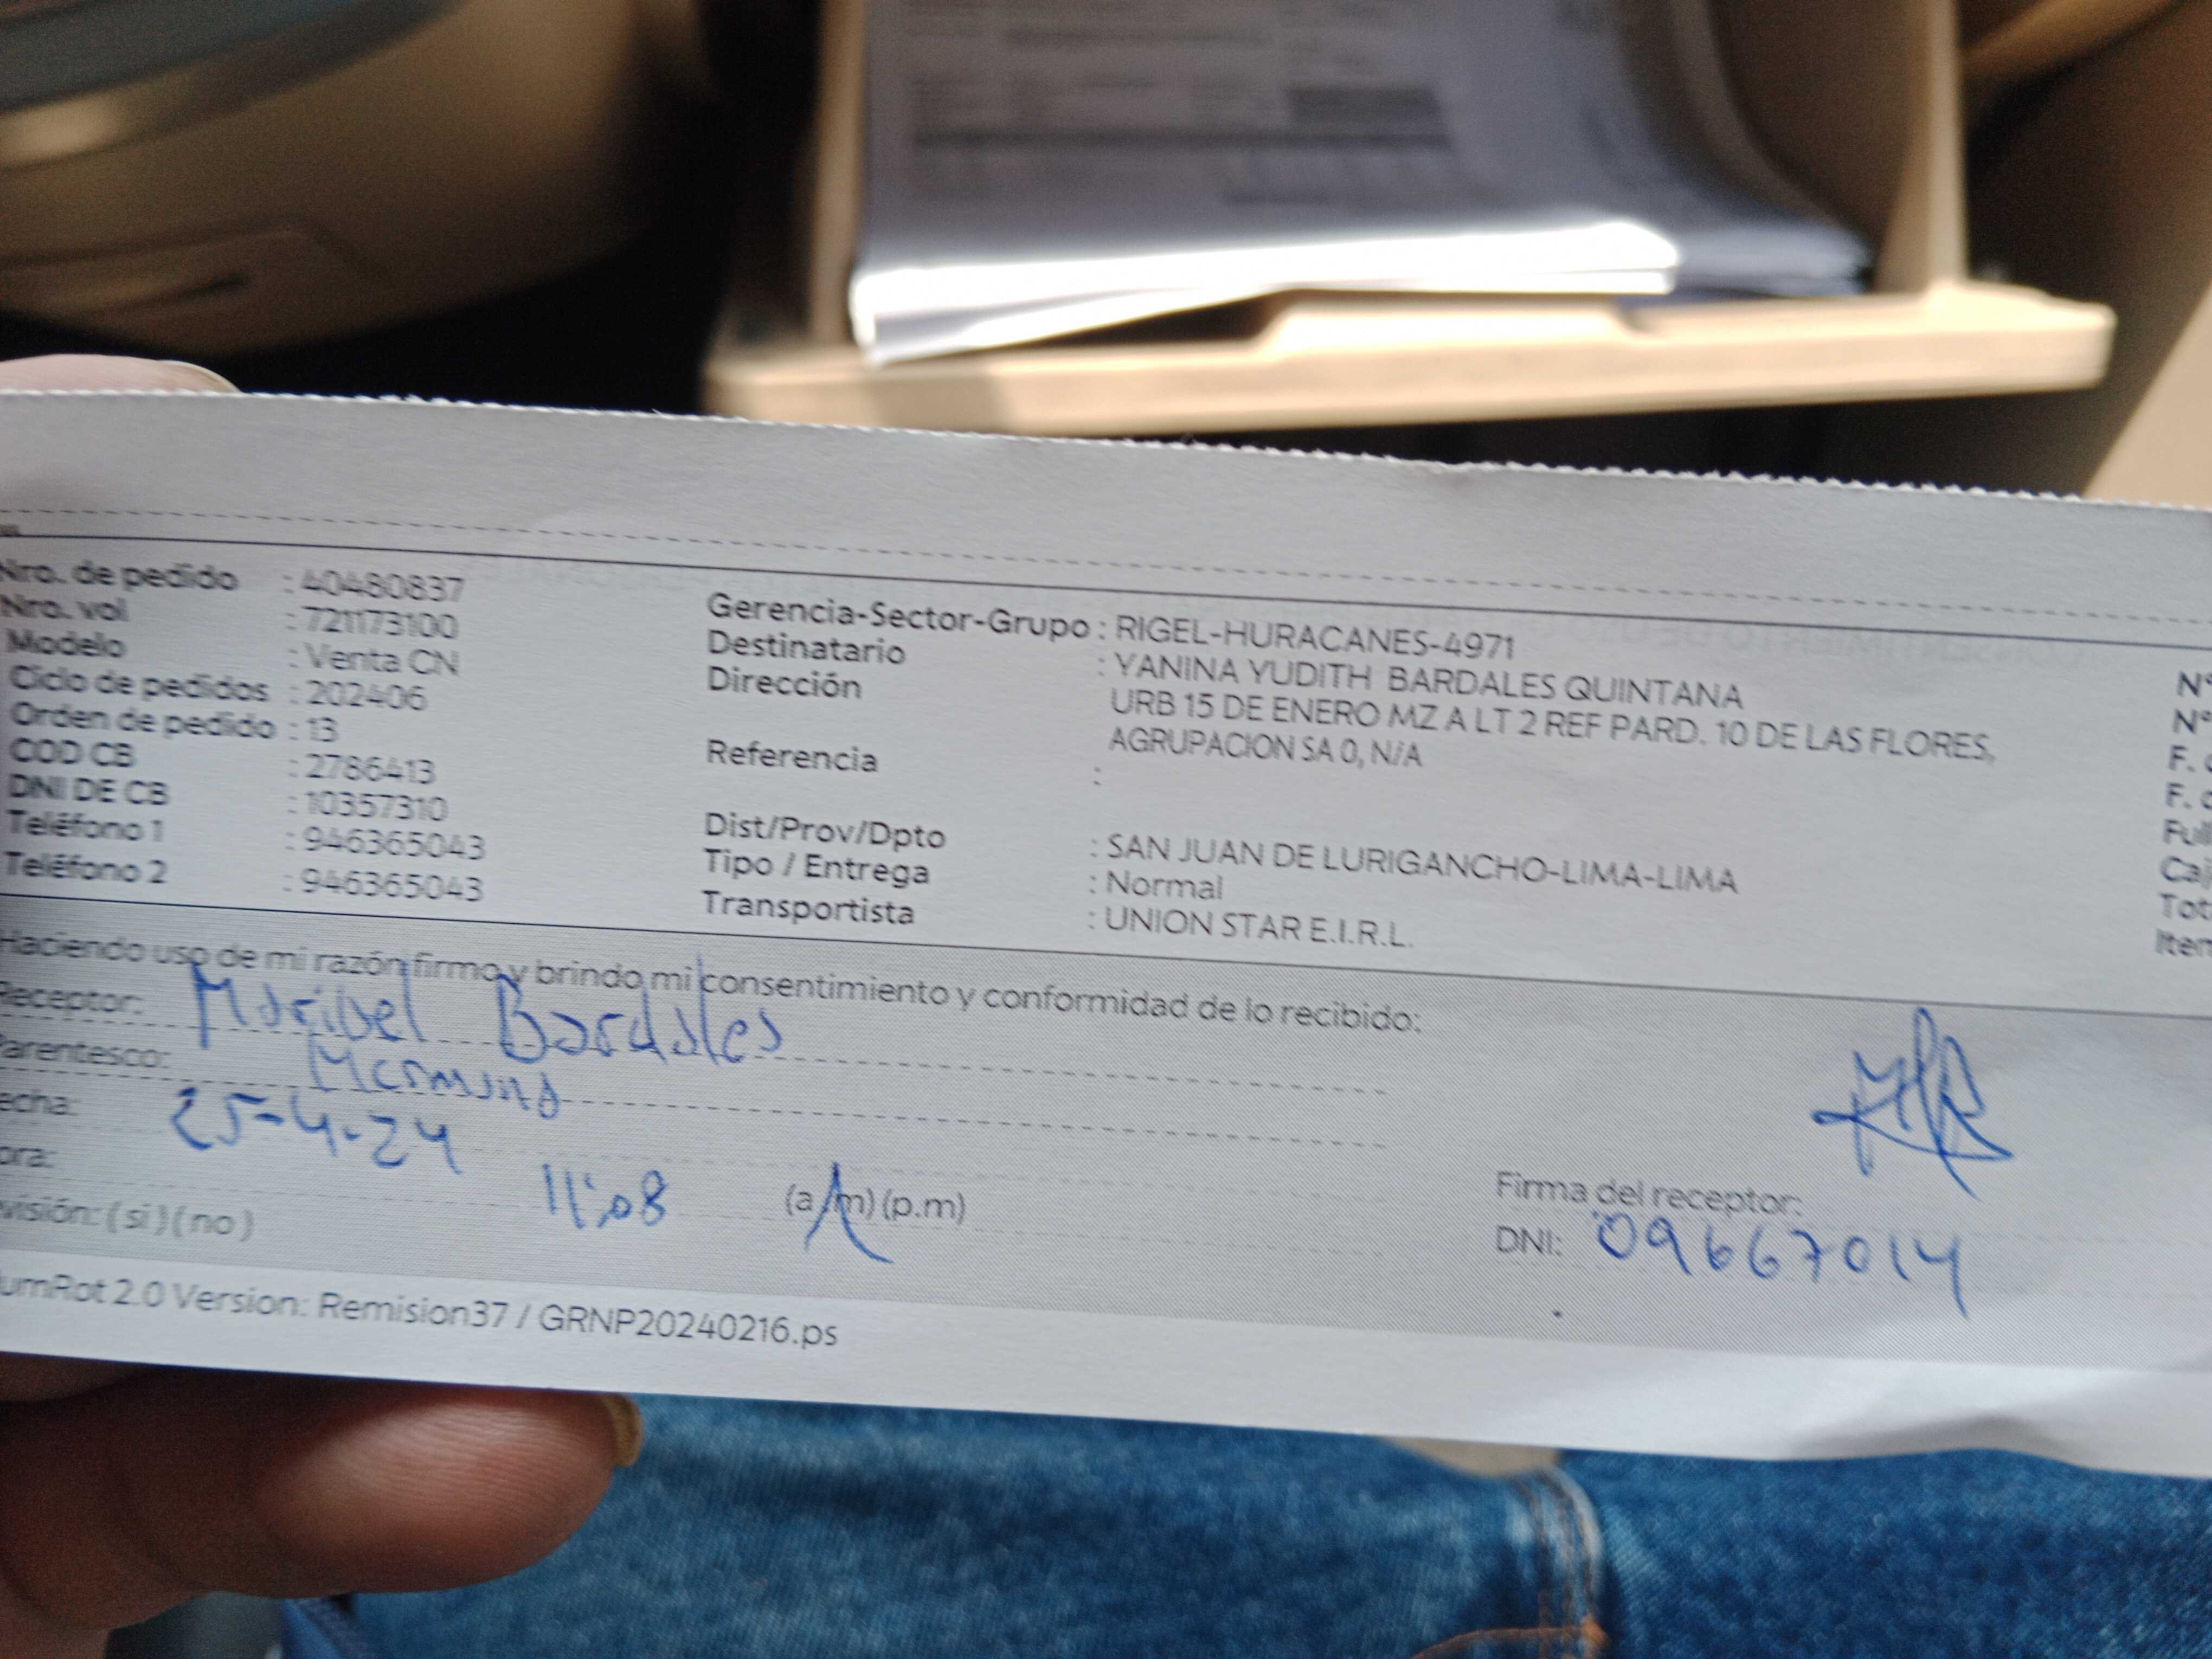 Nro. de pedido : 40480837
Nro. vol : 721173100
Modelo : Venta CN
Ciclo de pedidos : 202406
Orden de pedido : 13
COD CB : 2786413
DNI DE CB : 10357310
Teléfono 1 : 946365043
Teléfono 2 : 946365043
Gerencia-Sector-Grupo : RIGEL-HURACANES-4971
Destinatario : YANINA YUDITH BARDALES QUINTANA
Dirección URB 15 DE ENERO MZ A LT 2 REF PARD. 10 DE LAS FLORES,
AGRUPACION SA 0, N/A
Referencia :
Dist/Prov/Dpto : SAN JUAN DE LURIGANCHO-LIMA-LIMA
Tipo / Entrega : Normal
Transportista : UNION STAR E.I.R.L.
N°
N°
F.
F.
Full
Caj
Tot
Item
Haciendo uso de mi razón firmo y brindo mi consentimiento y conformidad de lo recibido:
Receptor: Maribel Bardales
Parentesco: Hermana
echa: 25-4-24
ora: 11:08 (a.m) (p.m)
visión: ( si ) ( no )
Firma del receptor:
DNI: 09667014
umRot 2.0 Version: Remision37 / GRNP20240216.ps